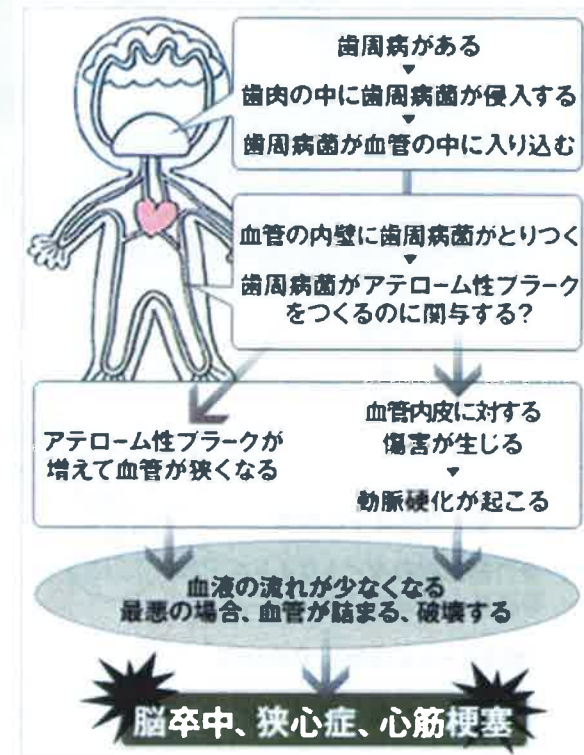 歯周病がある
▼
歯肉の中に歯周病菌が侵入する
▼
歯周病菌が血管の中に入り込む
血管の内壁に歯周病菌がとりつく
▼
歯周病菌がアテローム性プラーク
をつくるのに関与する?
アテローム性プラークが
増えて血管が狭くなる
血管内皮に対する
傷害が生じる
▼
動脈硬化が起こる
血液の流れが少なくなる
最悪の場合、血管が詰まる、破壊する
脳卒中、狭心症、心筋梗塞